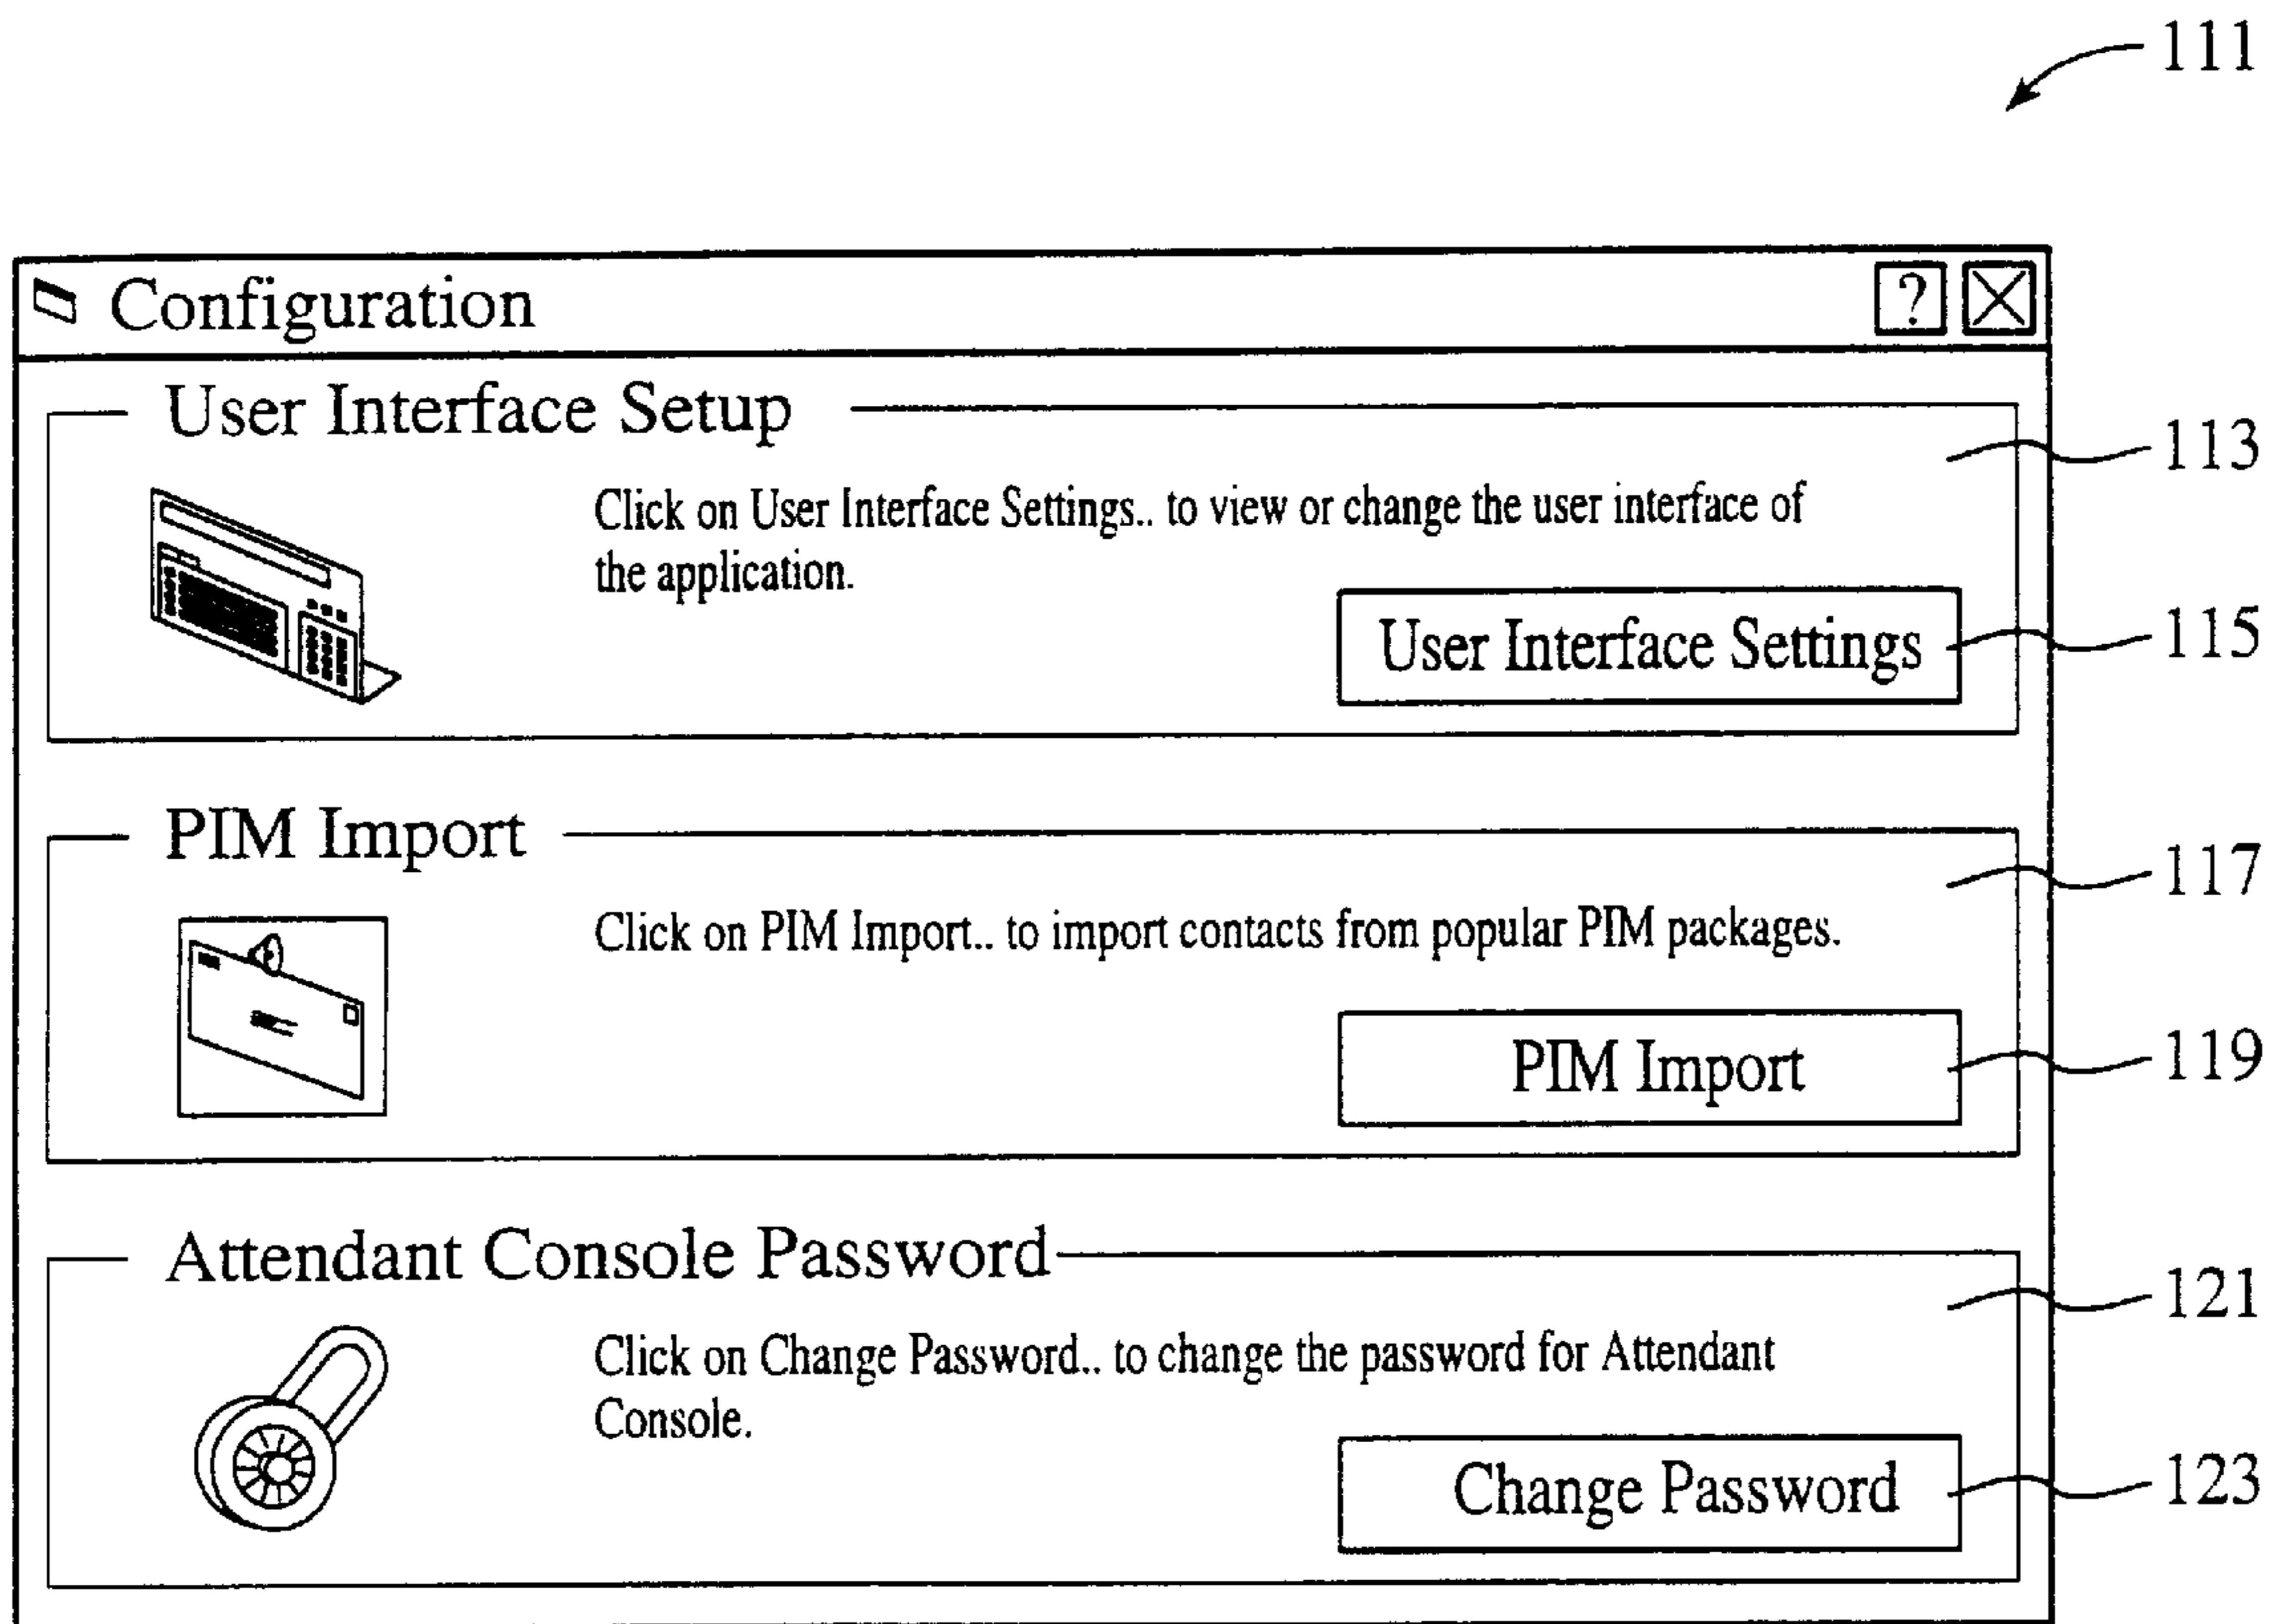 111
Configuration ?
User Interface Setup
113
Click on User Interface Settings.. to view or change the user interface of
the application.
User Interface Settings
115
PIM Import
117
Click on PIM Import.. to import contacts from popular PIM packages.
PIM Import
119
Attendant Console Password
121
Click on Change Password.. to change the password for Attendant
Console.
Change Password
123